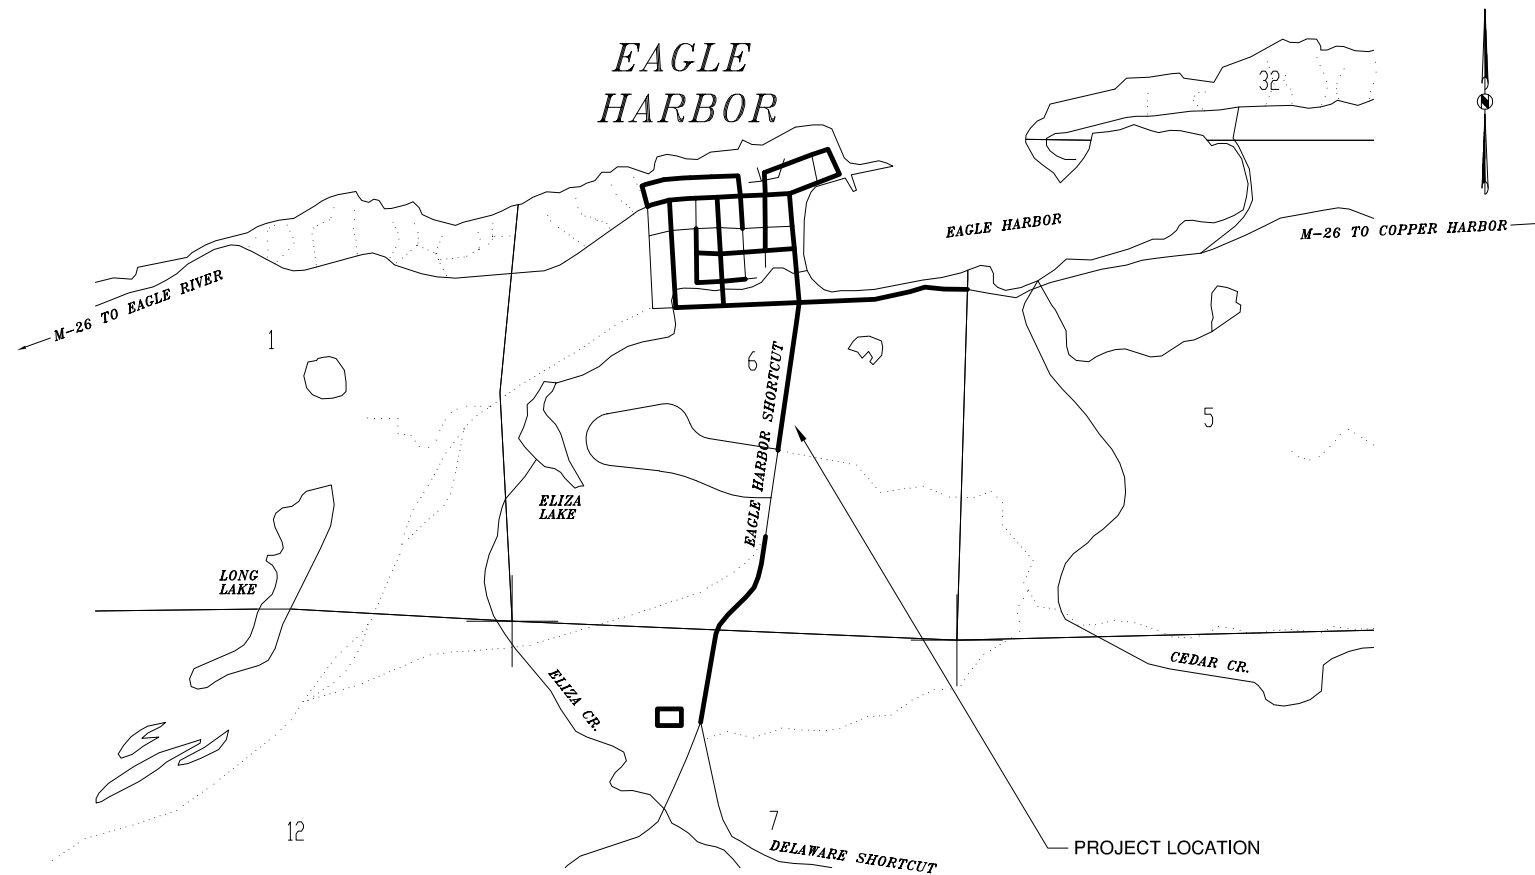 EAGLE
HARBOR
32
N
EAGLE HARBOR
M-26 TO COPPER HARBOR
M-26 TO EAGLE RIVER
1
6
EAGLE HARBOR SHORTCUT
5
ELIZA
LAKE
LONG
LAKE
CEDAR CR.
ELIZA CR.
12
7
DELAWARE SHORTCUT
PROJECT LOCATION